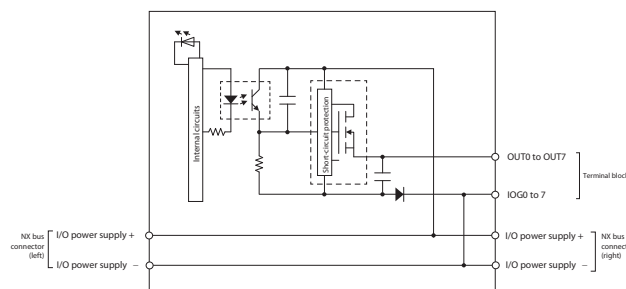 Internal circuits
Short-circuit protection
OUT0 to OUT7
Terminal block
IOG0 to 7
NX bus
connector
(left)
I/O power supply +
I/O power supply −
I/O power supply +
I/O power supply −
NX bus
connect
(right)